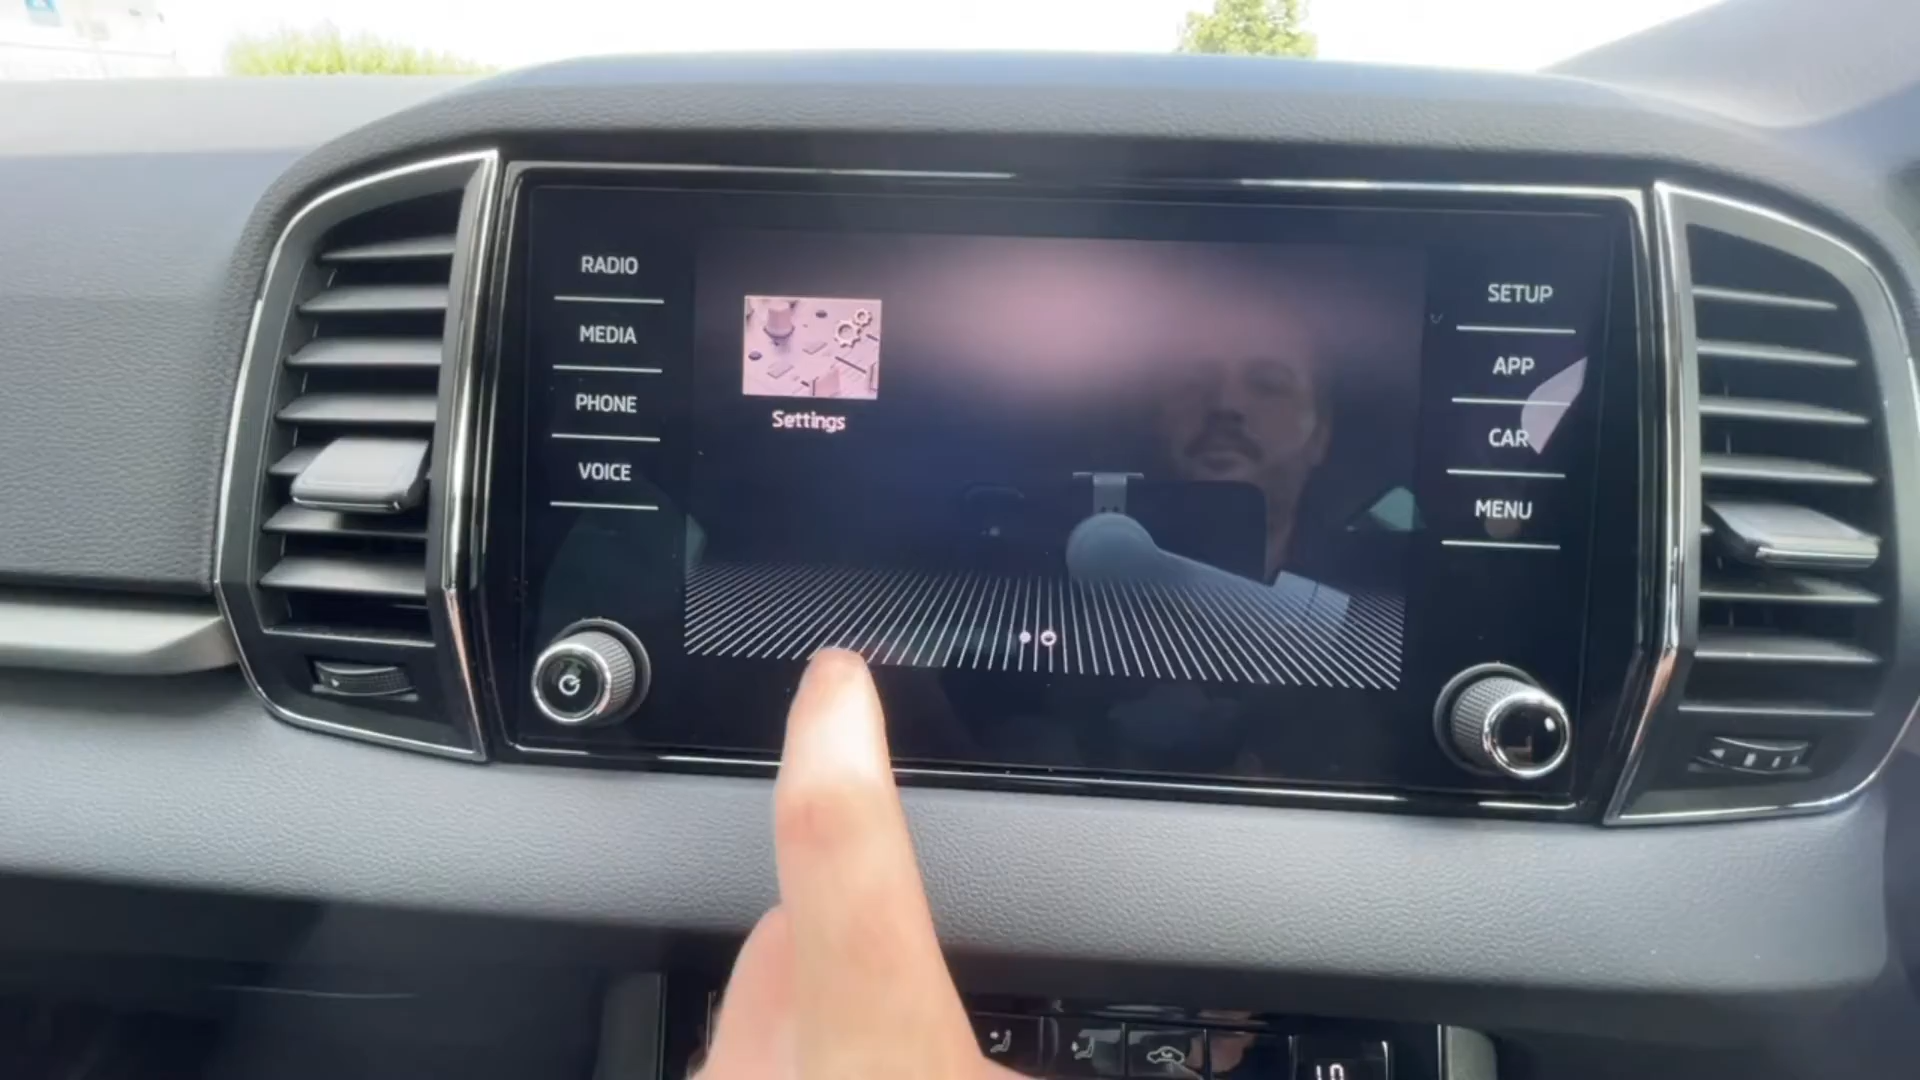 RADIO
MEDIA
PHONE
VOICE
Settings
SETUP
APP
CAR
MENU